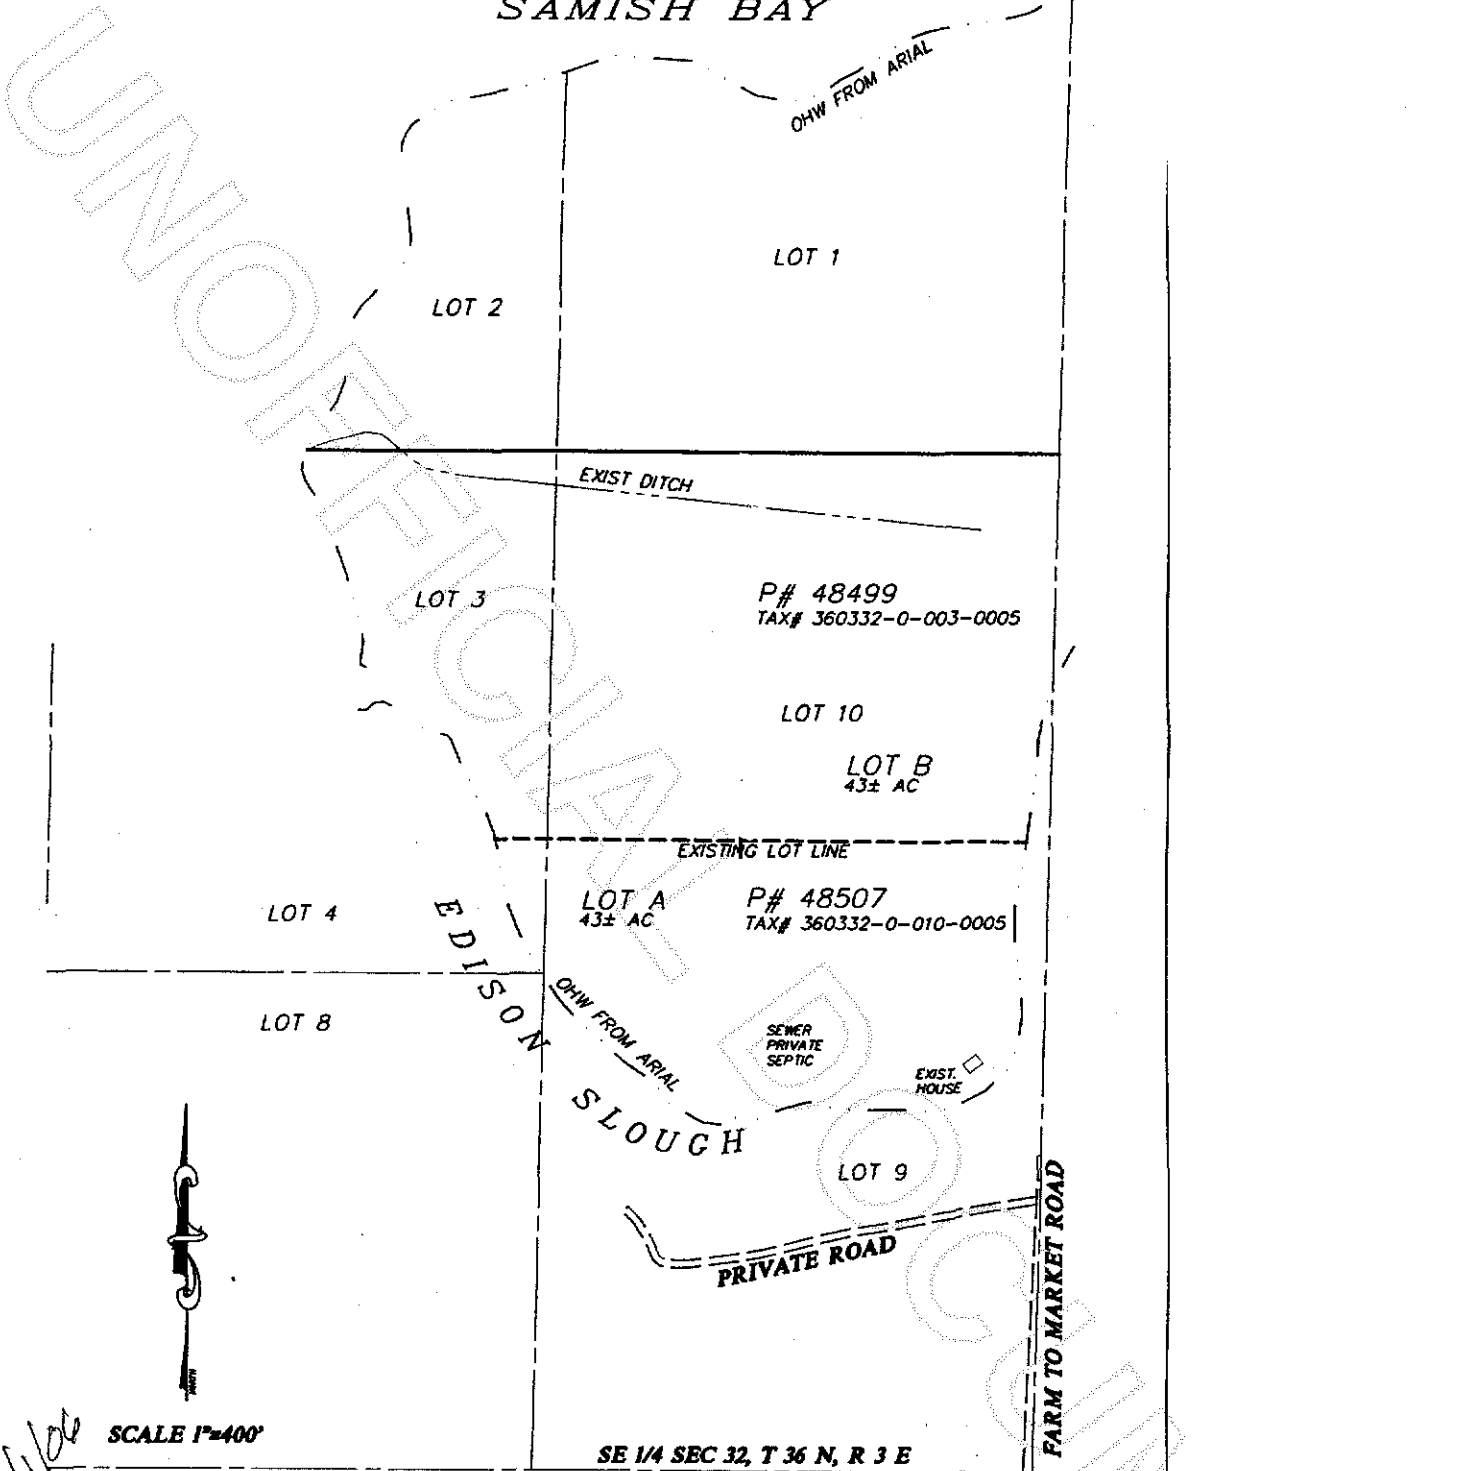 SAMISH BAY
OHW FROM ARIAL
LOT 1
LOT 2
EXIST DITCH
P# 48499
TAX# 360332-0-003-0005
LOT 3
LOT 10
LOT B
43± AC
EXISTING LOT LINE
LOT A
43± AC
P# 48507
TAX# 360332-0-010-0005
LOT 4
EDISON SLOUGH
OHW FROM ARIAL
LOT 8
SEWER
PRIVATE
SEPTIC
EXIST.
HOUSE
LOT 9
PRIVATE ROAD
FARM TO MARKET ROAD
NORTH
SCALE 1"=400'
SE 1/4 SEC 32, T 36 N, R 3 E
UNOFFICIAL DOCUM